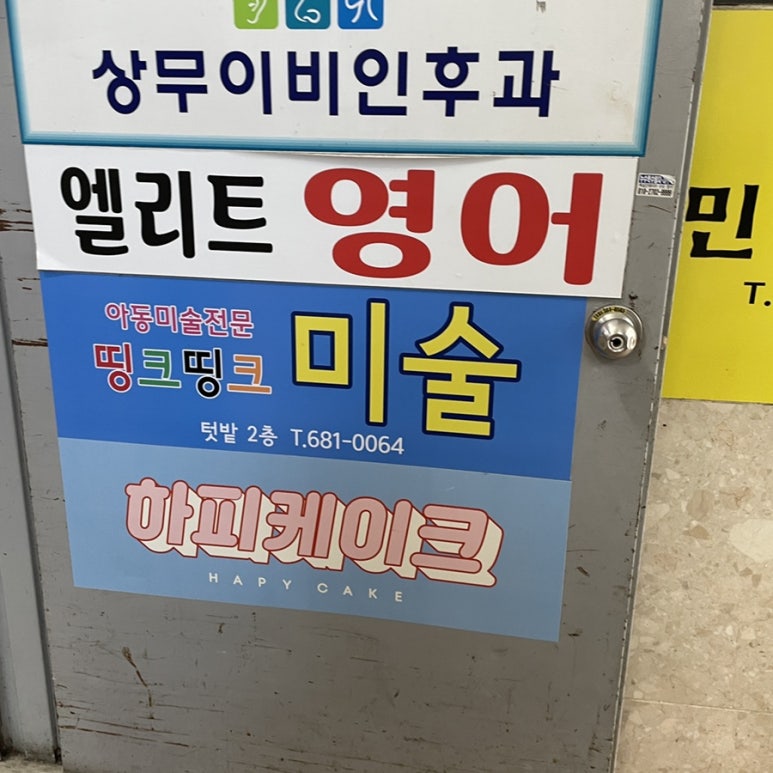 상무이비인후과
엘리트 영어
아동미술전문
띵크띵크 미술
텃밭 2층 T.681-0064
하피케이크
HAPY CAKE
민
T.